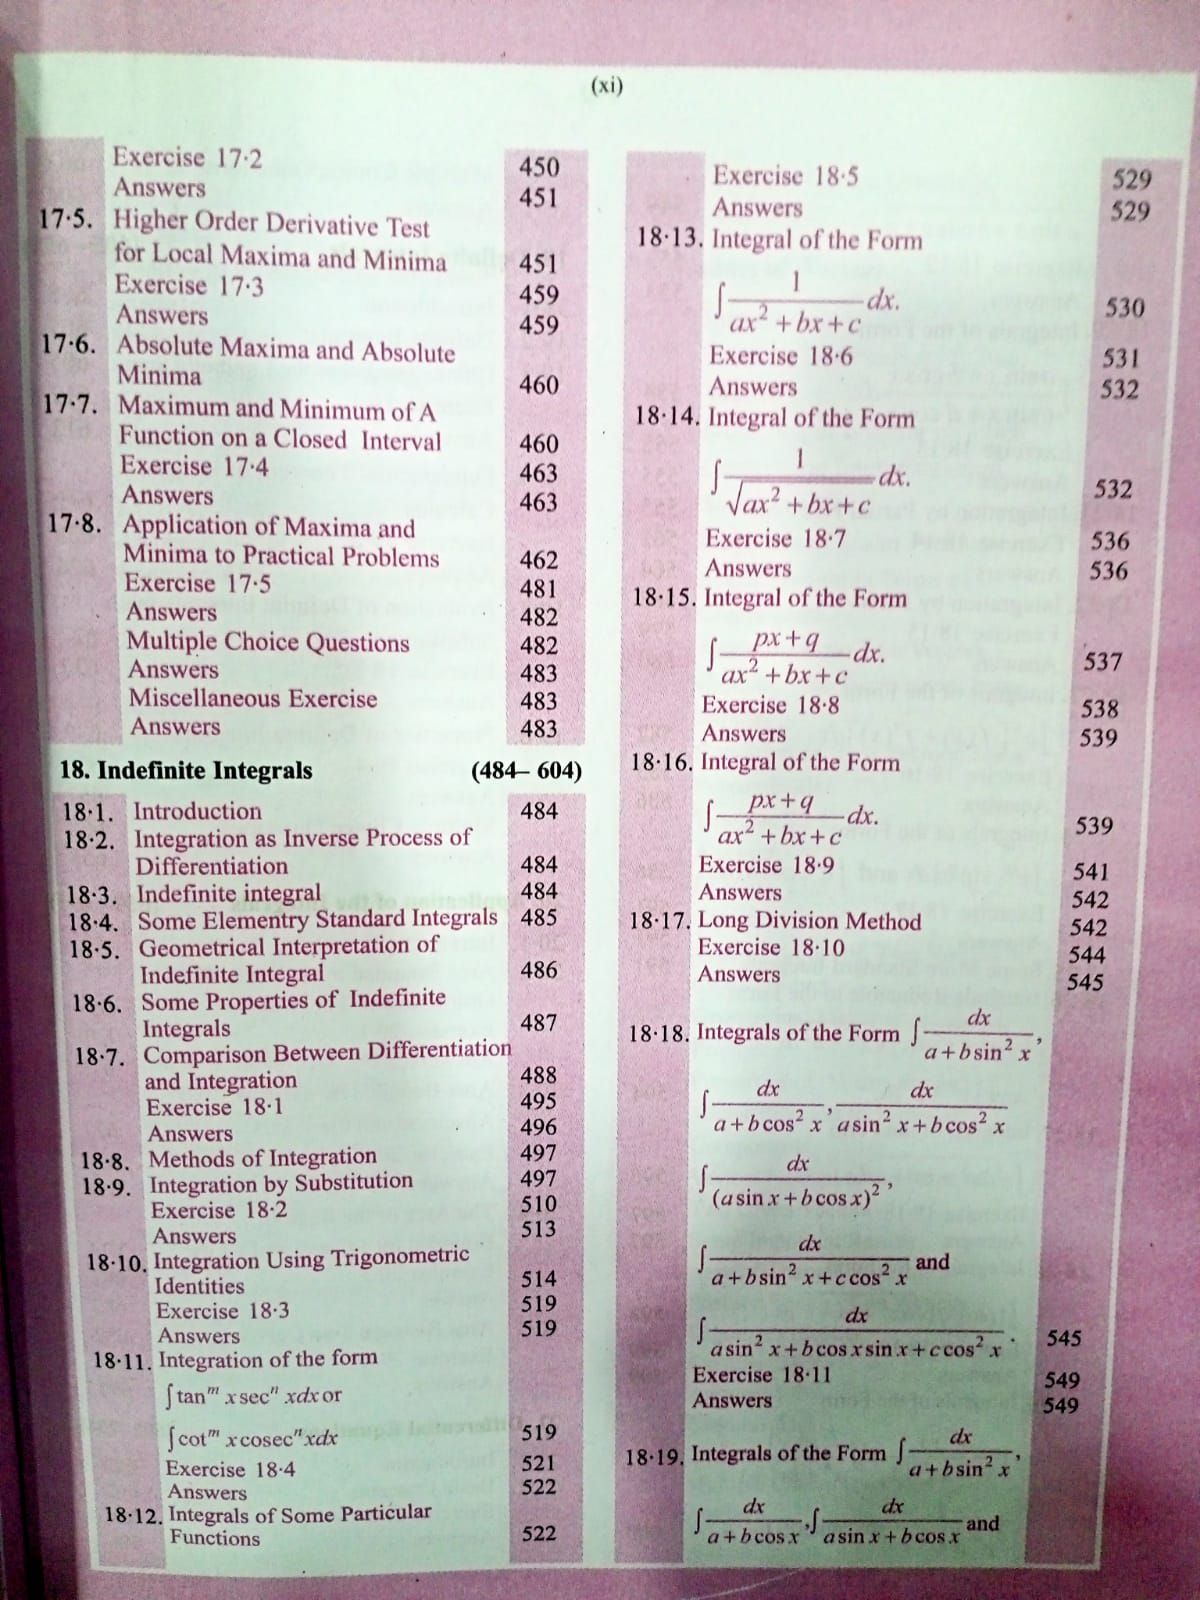 (xi)
Exercise 17·2 450
Answers 451
17·5. Higher Order Derivative Test
for Local Maxima and Minima 451
Exercise 17·3 459
Answers 459
17·6. Absolute Maxima and Absolute
Minima 460
17·7. Maximum and Minimum of A
Function on a Closed Interval 460
Exercise 17·4 463
Answers 463
17·8. Application of Maxima and
Minima to Practical Problems 462
Exercise 17·5 481
Answers 482
Multiple Choice Questions 482
Answers 483
Miscellaneous Exercise 483
Answers 483
18. Indefinite Integrals (484– 604)
18·1. Introduction 484
18·2. Integration as Inverse Process of
Differentiation 484
18·3. Indefinite integral 484
18·4. Some Elementry Standard Integrals 485
18·5. Geometrical Interpretation of
Indefinite Integral 486
18·6. Some Properties of Indefinite
Integrals 487
18·7. Comparison Between Differentiation
and Integration 488
Exercise 18·1 495
Answers 496
18·8. Methods of Integration 497
18·9. Integration by Substitution 497
Exercise 18·2 510
Answers 513
18·10. Integration Using Trigonometric
Identities 514
Exercise 18·3 519
Answers 519
18·11. Integration of the form
∫tan^m x sec^n xdx or
∫cot^m x cosec^n xdx 519
Exercise 18·4 521
Answers 522
18·12. Integrals of Some Particular
Functions 522
Exercise 18·5 529
Answers 529
18·13. Integral of the Form
∫ 1/(ax² + bx + c) dx. 530
Exercise 18·6 531
Answers 532
18·14. Integral of the Form
∫ 1/√(ax² + bx + c) dx. 532
Exercise 18·7 536
Answers 536
18·15. Integral of the Form
∫ (px + q)/(ax² + bx + c) dx. 537
Exercise 18·8 538
Answers 539
18·16. Integral of the Form
∫ (px + q)/(ax² + bx + c) dx. 539
Exercise 18·9 541
Answers 542
18·17. Long Division Method 542
Exercise 18·10 544
Answers 545
18·18. Integrals of the Form ∫ dx/(a + b sin² x),
∫ dx/(a + b cos² x), dx/(a sin² x + b cos² x)
∫ dx/(a sin x + b cos x)²,
∫ dx/(a + b sin² x + c cos² x) and
∫ dx/(a sin² x + b cos x sin x + c cos² x). 545
Exercise 18·11 549
Answers 549
18·19. Integrals of the Form ∫ dx/(a + b sin² x),
∫ dx/(a + b cos x), ∫ dx/(a sin x + b cos x) and